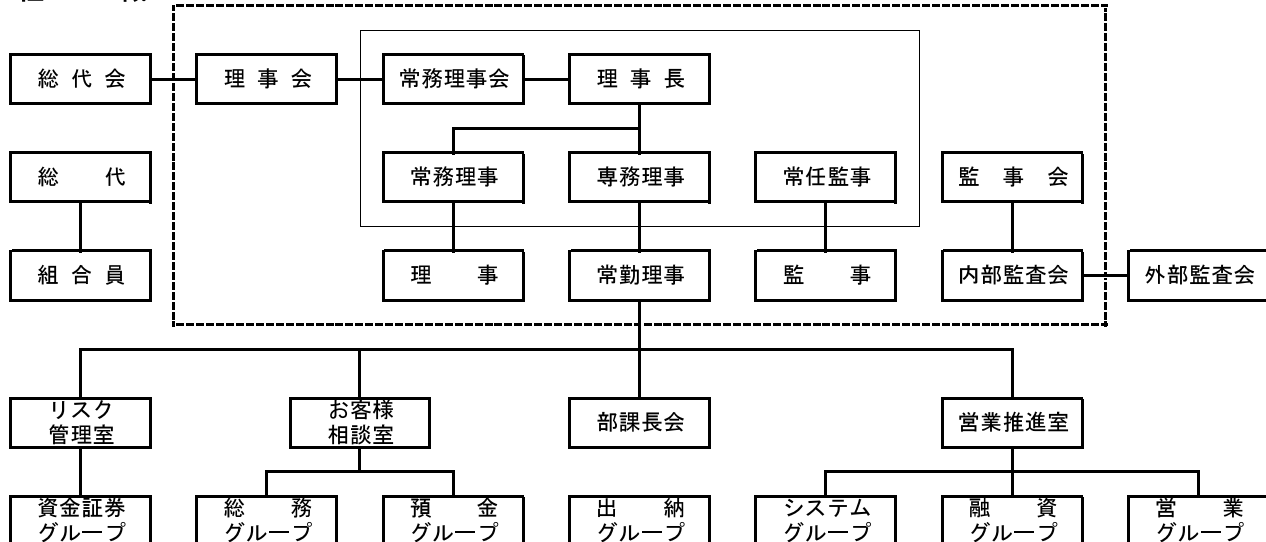 総代会 理事会 常務理事会 理事長
総代 常務理事 専務理事 常任監事 監事会
組合員 理事 常勤理事 監事 内部監査会 外部監査会
リスク
管理室
お客様
相談室
部課長会
営業推進室
資金証券
グループ
総務
グループ
預金
グループ
出納
グループ
システム
グループ
融資
グループ
営業
グループ